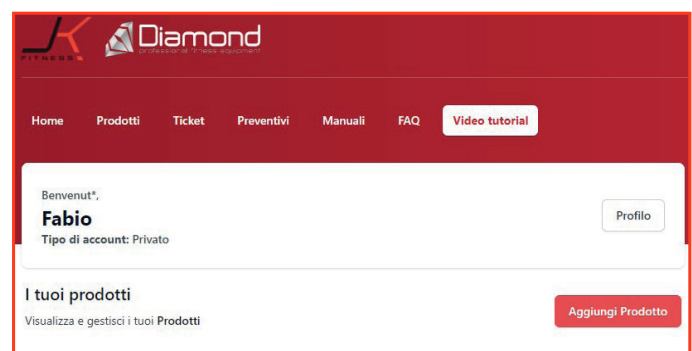 JK
FITNESS
Diamond
professional fitness equipment
Home Prodotti Ticket Preventivi Manuali FAQ Video tutorial
Benvenut*,
Fabio
Profilo
Tipo di account: Privato
I tuoi prodotti
Aggiungi Prodotto
Visualizza e gestisci i tuoi Prodotti